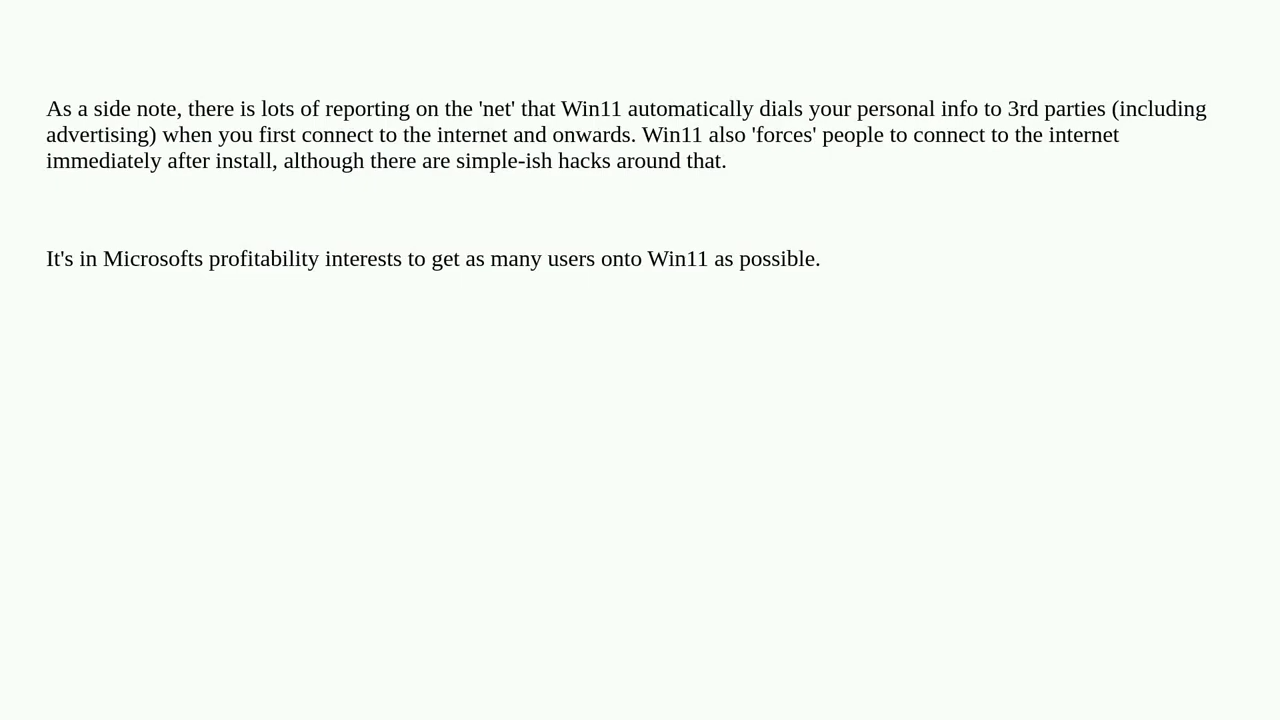 As a side note, there is lots of reporting on the 'net' that Win11 automatically dials your personal info to 3rd parties (including
advertising) when you first connect to the internet and onwards. Win11 also 'forces' people to connect to the internet
immediately after install, although there are simple-ish hacks around that.
It's in Microsofts profitability interests to get as many users onto Win11 as possible.